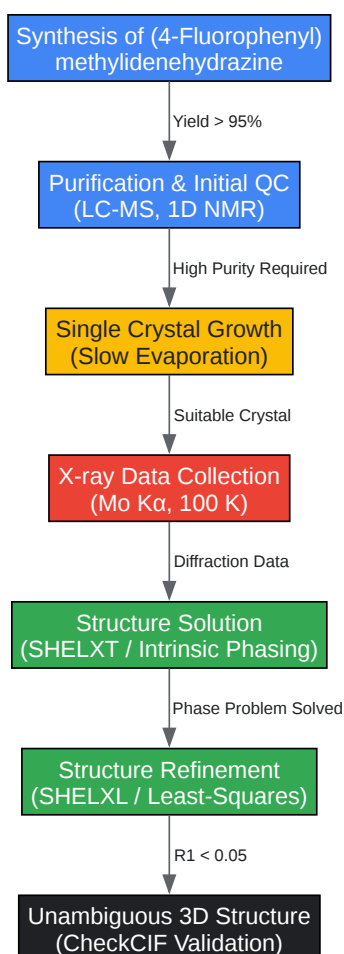 Synthesis of (4-Fluorophenyl)
methylidenehydrazine
Yield > 95%
Purification & Initial QC
(LC-MS, 1D NMR)
High Purity Required
Single Crystal Growth
(Slow Evaporation)
Suitable Crystal
X-ray Data Collection
(Mo Kα, 100 K)
Diffraction Data
Structure Solution
(SHELXT / Intrinsic Phasing)
Phase Problem Solved
Structure Refinement
(SHELXL / Least-Squares)
R1 < 0.05
Unambiguous 3D Structure
(CheckCIF Validation)